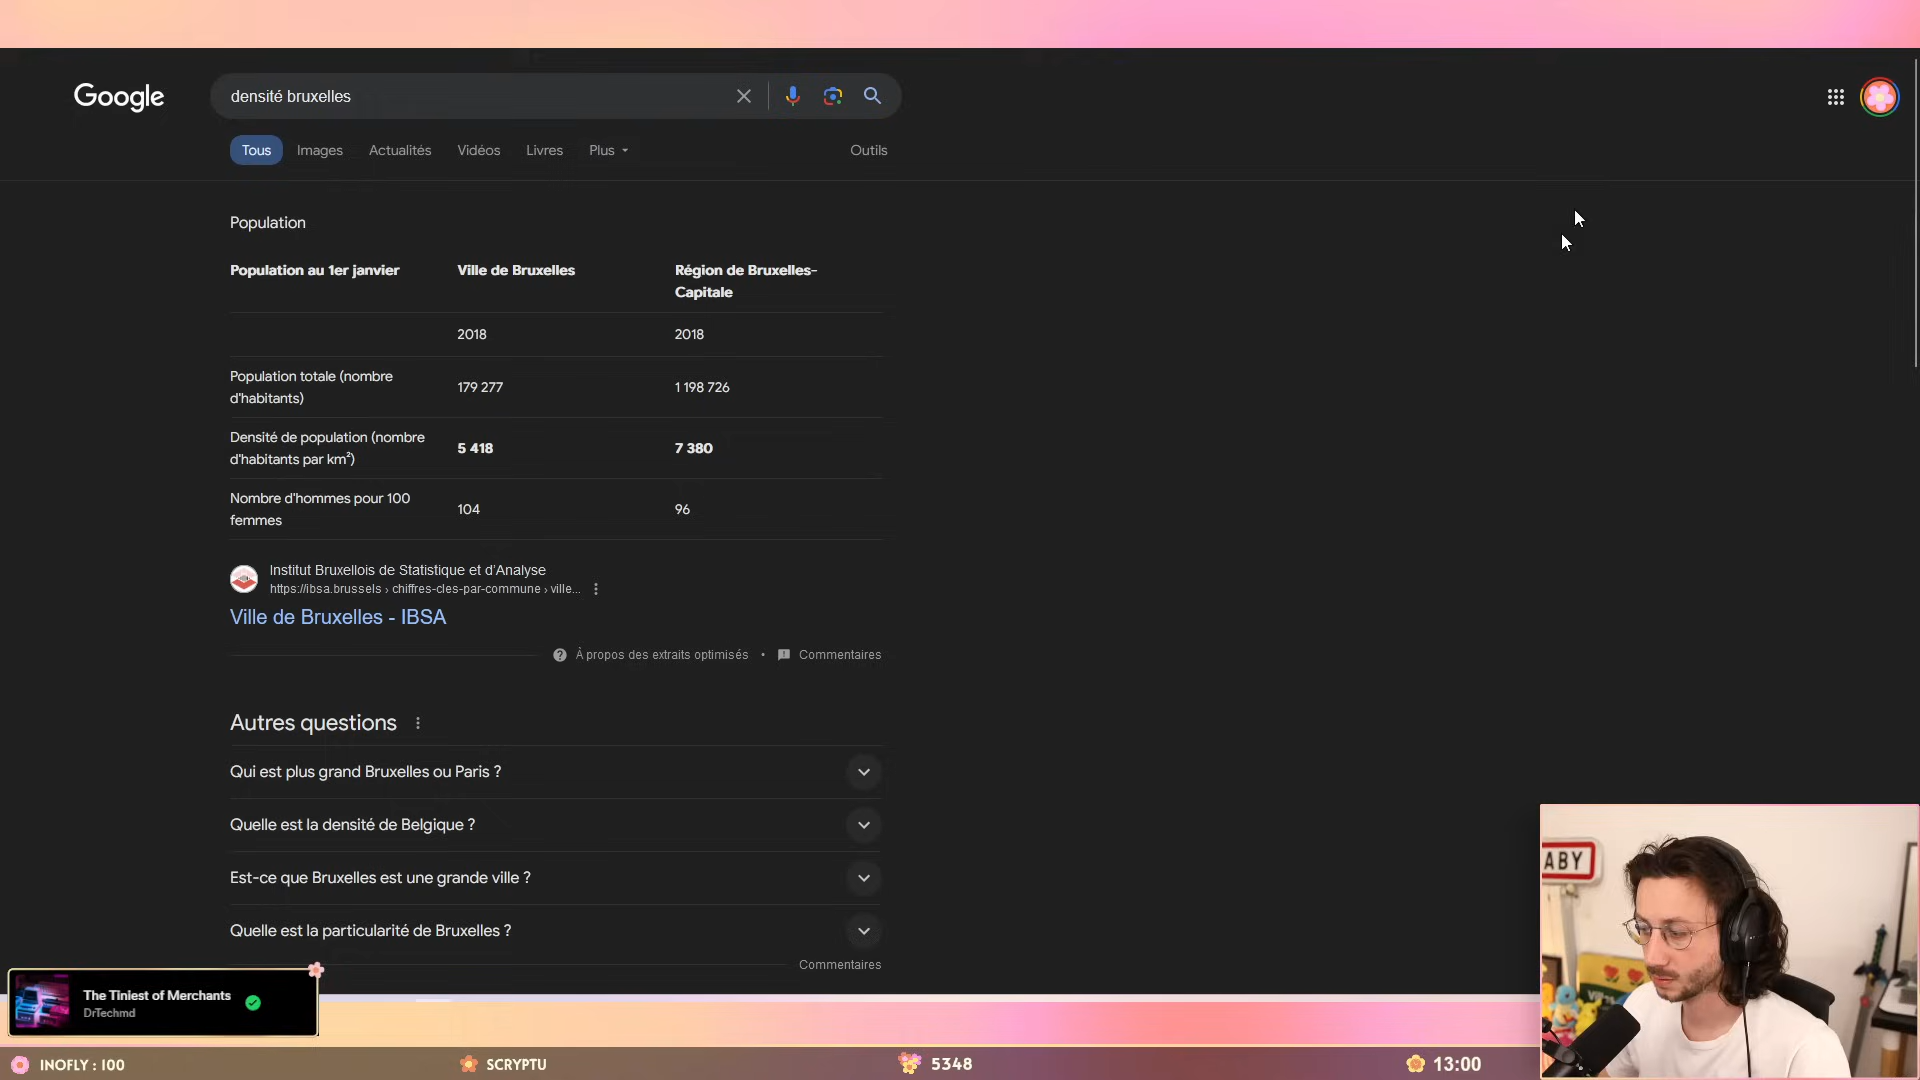 Google
densité bruxelles
Tous Images Actualités Vidéos Livres Plus Outils
Population
Population au 1er janvier Ville de Bruxelles Région de Bruxelles-
Capitale
2018 2018
Population totale (nombre
d'habitants) 179 277 1 198 726
Densité de population (nombre
d'habitants par km²) 5 418 7 380
Nombre d'hommes pour 100
femmes 104 96
Institut Bruxellois de Statistique et d'Analyse
https://ibsa.brussels › chiffres-cles-par-commune › ville...
Ville de Bruxelles - IBSA
À propos des extraits optimisés • Commentaires
Autres questions
Qui est plus grand Bruxelles ou Paris ?
Quelle est la densité de Belgique ?
Est-ce que Bruxelles est une grande ville ?
Quelle est la particularité de Bruxelles ?
Commentaires
ABY
The Tiniest of Merchants
DrTechmd
INOFLY : 100 SCRYPTU 5348 13:00